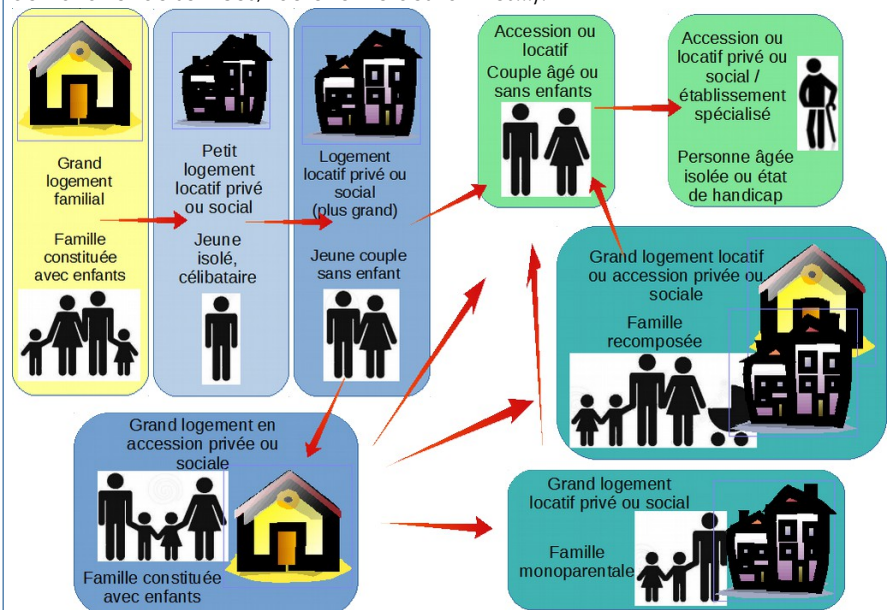 Grand
logement
familial
Famille
constituée
avec enfants
Petit
logement
locatif privé
ou social
Jeune
isolé,
célibataire
Logement
locatif privé ou
social
(plus grand)
Jeune couple
sans enfant
Accession ou
locatif
Couple âgé ou
sans enfants
Accession ou
locatif privé ou
social /
établissement
spécialisé
Personne âgée
isolée ou état
de handicap
Grand logement locatif
ou accession privée ou
sociale
Famille
recomposée
Grand logement en
accession privée ou
sociale
Famille constituée
avec enfants
Grand logement
locatif privé ou social
Famille
monoparentale